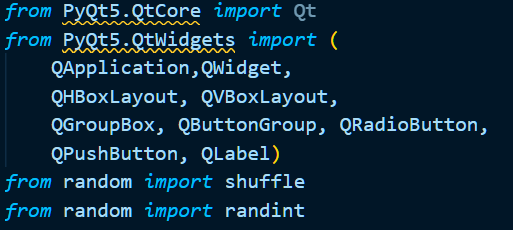 from PyQt5.QtCore import Qt
from PyQt5.QtWidgets import (
    QApplication,QWidget,
    QHBoxLayout, QVBoxLayout,
    QGroupBox, QButtonGroup, QRadioButton,
    QPushButton, QLabel)
from random import shuffle
from random import randint